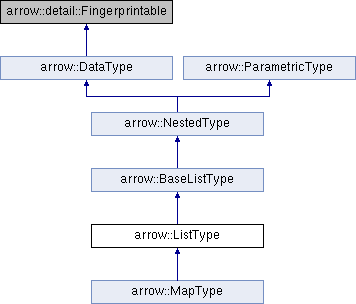 arrow::detail::Fingerprintable
arrow::DataType
arrow::ParametricType
arrow::NestedType
arrow::BaseListType
arrow::ListType
arrow::MapType